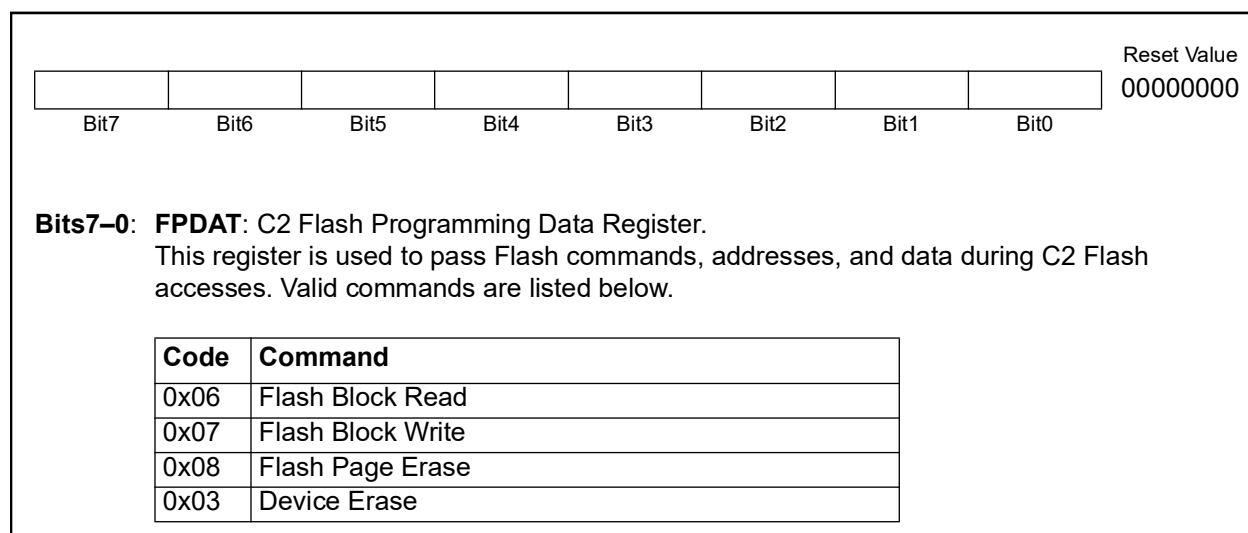 Reset Value
00000000
Bit7 Bit6 Bit5 Bit4 Bit3 Bit2 Bit1 Bit0
Bits7–0: FPDAT: C2 Flash Programming Data Register.
This register is used to pass Flash commands, addresses, and data during C2 Flash
accesses. Valid commands are listed below.
Code Command
0x06 Flash Block Read
0x07 Flash Block Write
0x08 Flash Page Erase
0x03 Device Erase